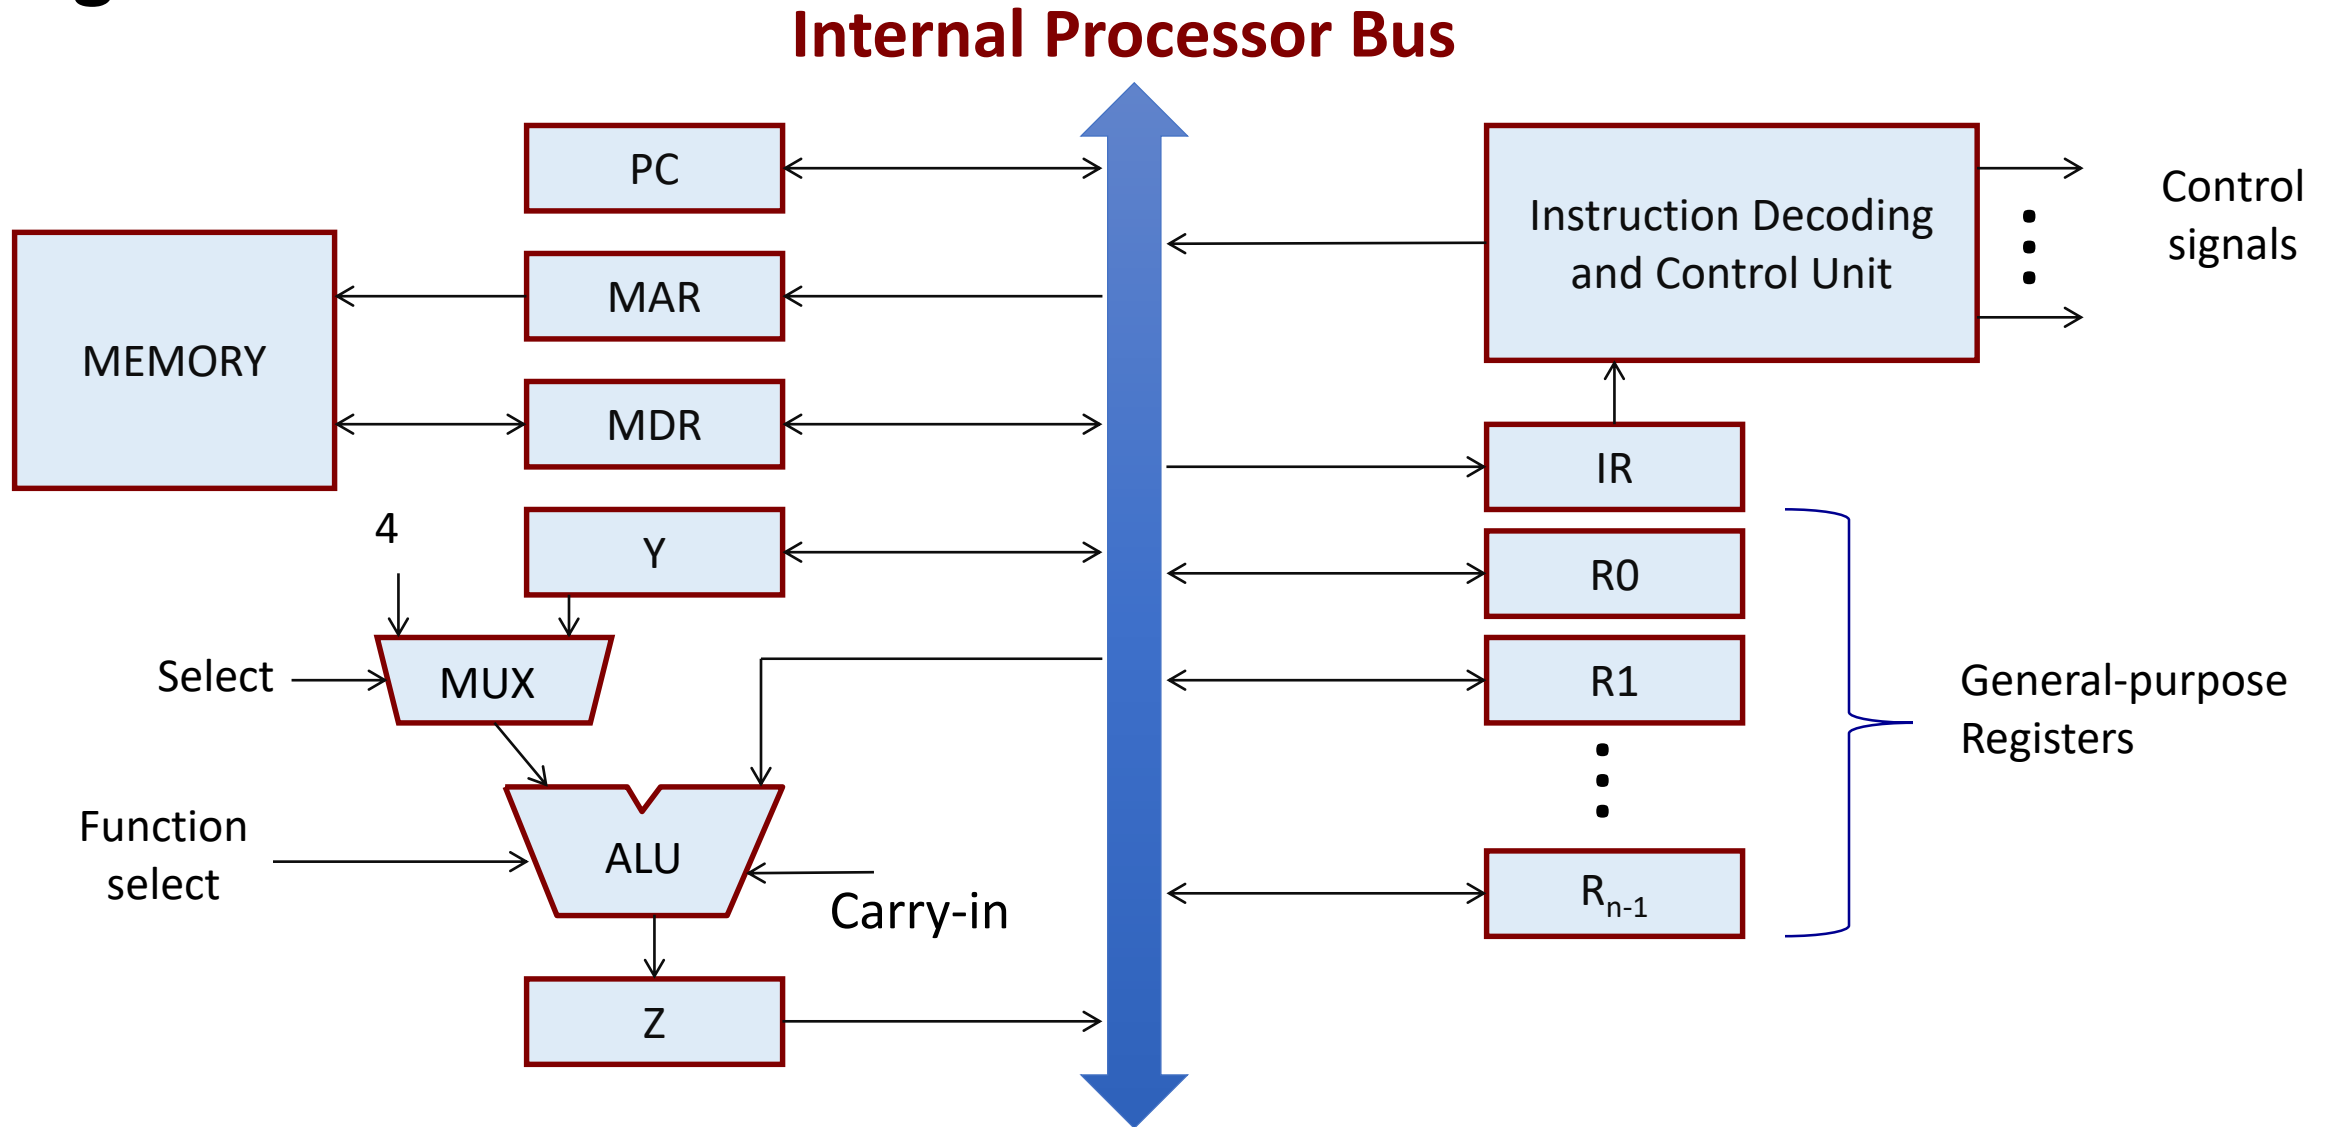 Internal Processor Bus
PC
MAR
MEMORY
MDR
4
Y
Select
MUX
Function
select
ALU
Carry-in
Z
Instruction Decoding
and Control Unit
Control
signals
IR
R0
R1
General-purpose
Registers
Rn-1